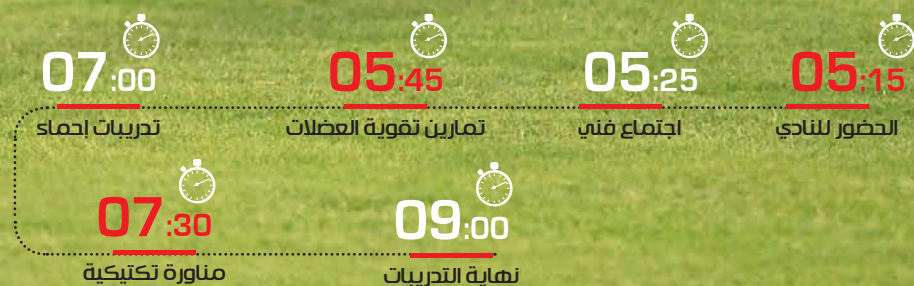 05:15
الحضور للنادي
05:25
اجتماع فني
05:45
تمارين تقوية العضلات
07:00
تدريبات إحماء
07:30
مناورة تكتيكية
09:00
نهاية التدريبات